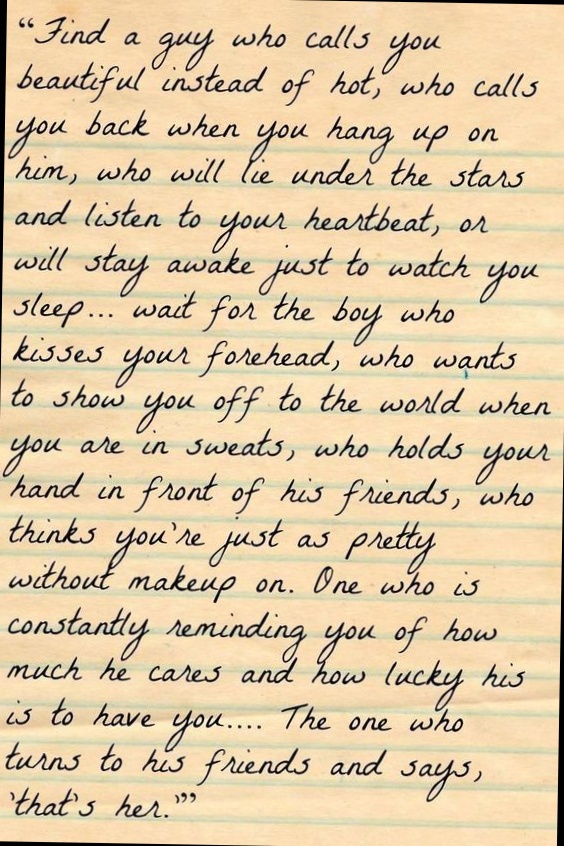 “Find a guy who calls you
beautiful instead of hot, who calls
you back when you hang up on
him, who will lie under the stars
and listen to your heartbeat, or
will stay awake just to watch you
sleep... wait for the boy who
kisses your forehead, who wants
to show you off to the world when
you are in sweats, who holds your
hand in front of his friends, who
thinks you're just as pretty
without makeup on. One who is
constantly reminding you of how
much he cares and how lucky his
is to have you.... The one who
turns to his friends and says,
'that's her.'”